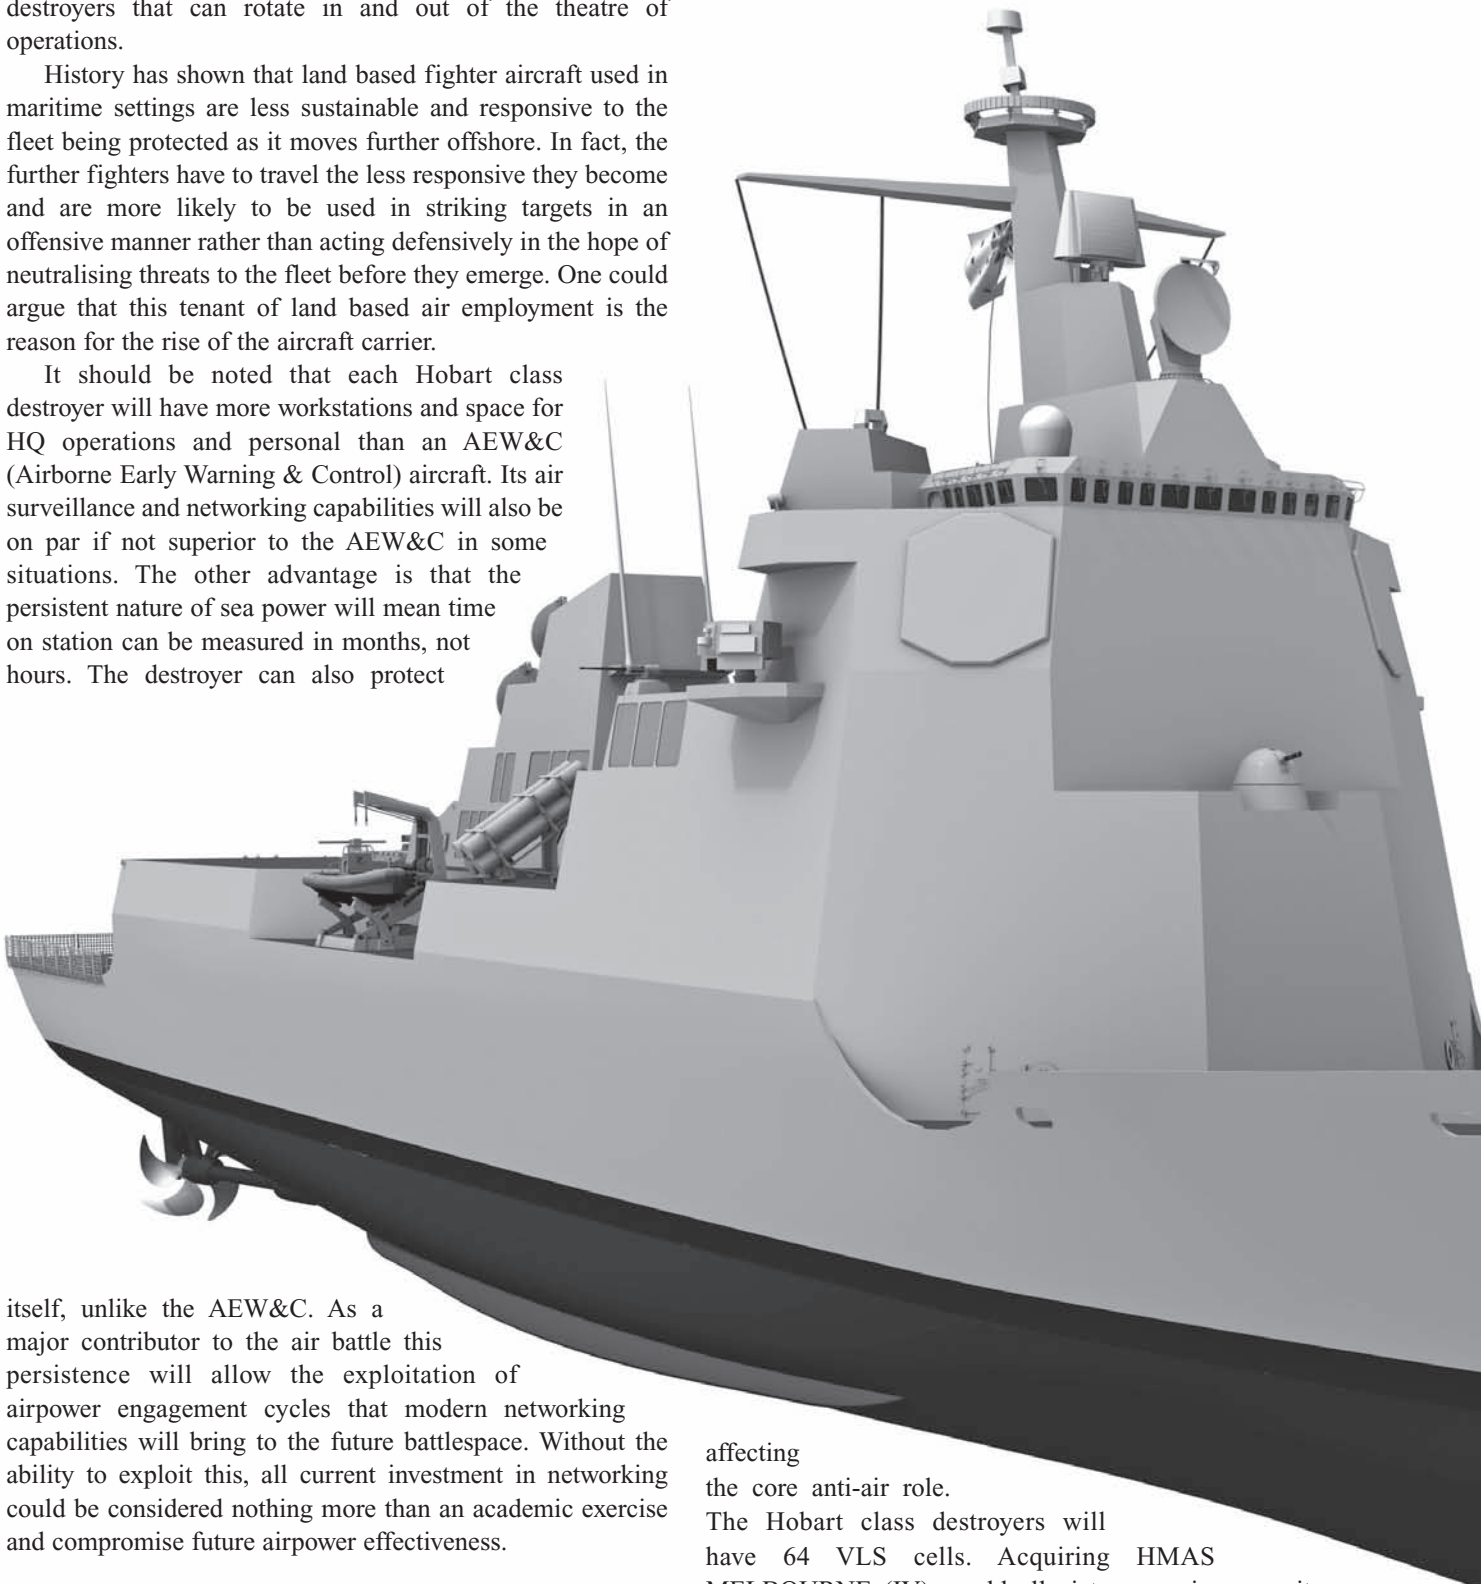 destroyers that can rotate in and out of the theatre of
operations.
History has shown that land based fighter aircraft used in
maritime settings are less sustainable and responsive to the
fleet being protected as it moves further offshore. In fact, the
further fighters have to travel the less responsive they become
and are more likely to be used in striking targets in an
offensive manner rather than acting defensively in the hope of
neutralising threats to the fleet before they emerge. One could
argue that this tenant of land based air employment is the
reason for the rise of the aircraft carrier.
It should be noted that each Hobart class
destroyer will have more workstations and space for
HQ operations and personal than an AEW&C
(Airborne Early Warning & Control) aircraft. Its air
surveillance and networking capabilities will also be
on par if not superior to the AEW&C in some
situations. The other advantage is that the
persistent nature of sea power will mean time
on station can be measured in months, not
hours. The destroyer can also protect
itself, unlike the AEW&C. As a
major contributor to the air battle this
persistence will allow the exploitation of
airpower engagement cycles that modern networking
capabilities will bring to the future battlespace. Without the
ability to exploit this, all current investment in networking
could be considered nothing more than an academic exercise
and compromise future airpower effectiveness.
affecting
the core anti-air role.
The Hobart class destroyers will
have 64 VLS cells. Acquiring HMAS